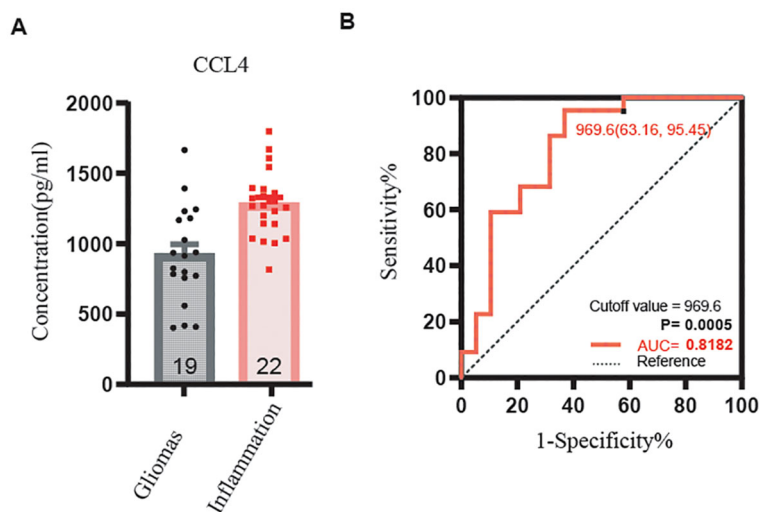 A
CCL4
Concentration(pg/ml)
2000
1500
1000
500
0
19
22
Gliomas
Inflammation
B
Sensitivity%
100
80
60
40
20
0
969.6(63.16, 95.45)
Cutoff value = 969.6
P= 0.0005
AUC= 0.8182
Reference
0 20 40 60 80 100
1-Specificity%